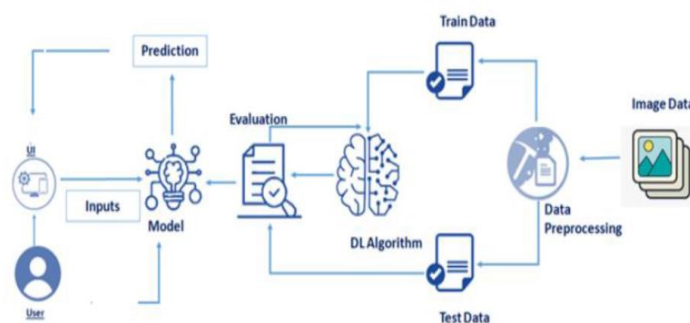 Train Data
Prediction
Image Data
Evaluation
UI
Inputs
Model
DL Algorithm
Data
Preprocessing
User
Test Data